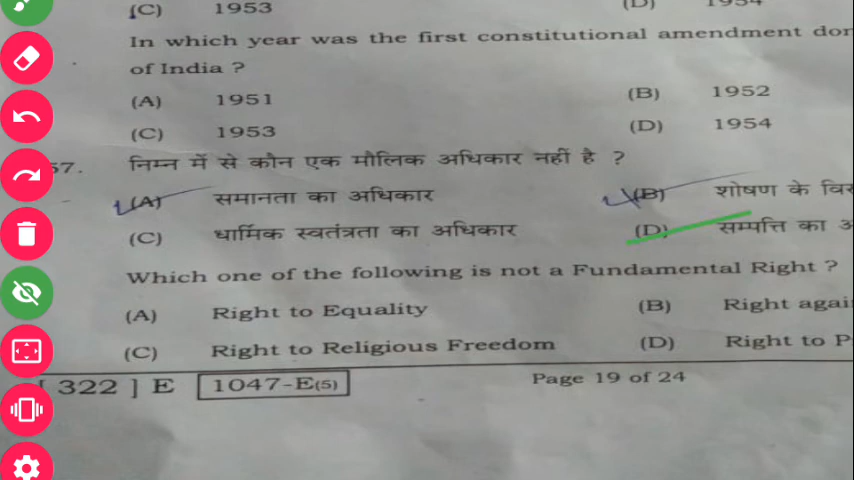 (C) 1953 (D) 1954
In which year was the first constitutional amendment
of India ?
(A) 1951 (B) 1952
(C) 1953 (D) 1954
57. निम्न में से कौन एक मौलिक अधिकार नहीं है ?
(A) समानता का अधिकार (B) शोषण के
(C) धार्मिक स्वतंत्रता का अधिकार (D) सम्पत्ति का
Which one of the following is not a Fundamental Right ?
(A) Right to Equality (B) Right
(C) Right to Religious Freedom (D) Right to
[ 322 ] E 1047-E(5) Page 19 of 24